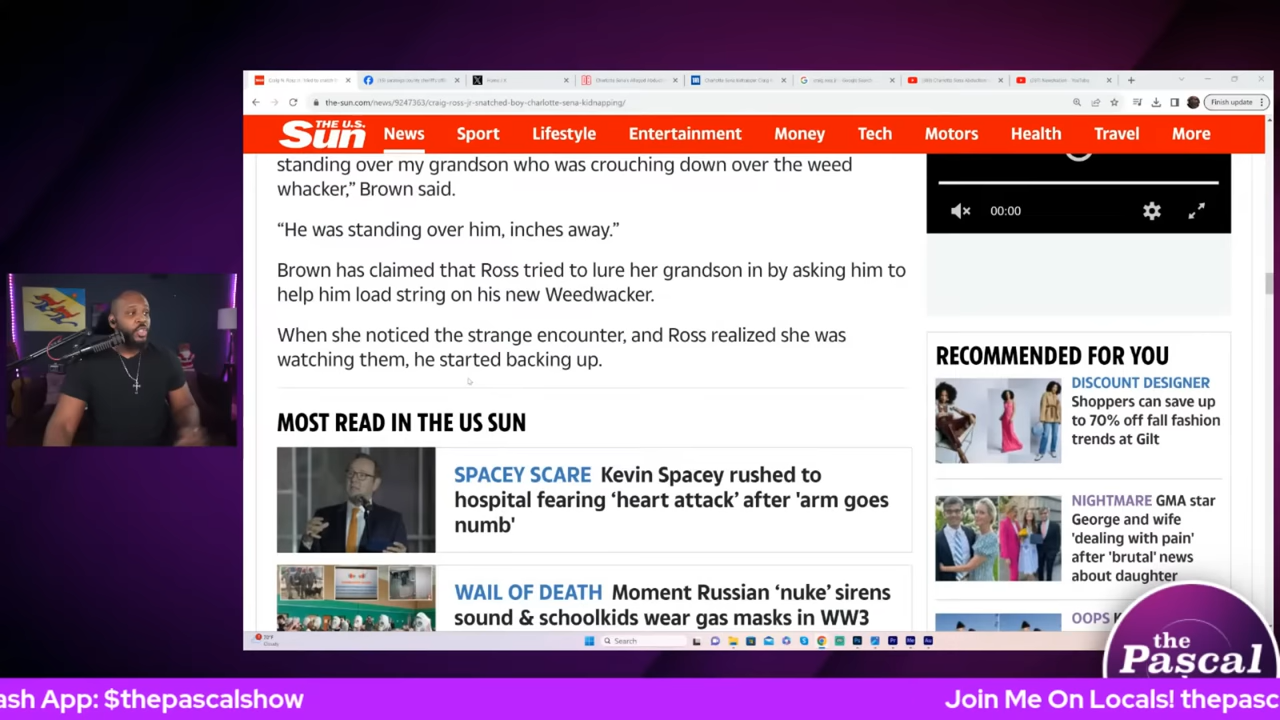 Finish update
the-sun.com/news/9247363/craig-ross-jr-snatched-boy-charlotte-sena-kidnapping/
THE U.S.
Sun
News Sport Lifestyle Entertainment Money Tech Motors Health Travel More
standing over my grandson who was crouching down over the weed
whacker,” Brown said.
“He was standing over him, inches away.”
Brown has claimed that Ross tried to lure her grandson in by asking him to
help him load string on his new Weedwacker.
When she noticed the strange encounter, and Ross realized she was
watching them, he started backing up.
MOST READ IN THE US SUN
SPACEY SCARE Kevin Spacey rushed to
hospital fearing ‘heart attack’ after 'arm goes
numb'
WAIL OF DEATH Moment Russian ‘nuke’ sirens
sound & schoolkids wear gas masks in WW3
00:00
RECOMMENDED FOR YOU
DISCOUNT DESIGNER
Shoppers can save up
to 70% off fall fashion
trends at Gilt
NIGHTMARE GMA star
George and wife
'dealing with pain'
after 'brutal' news
about daughter
OOPS
Search
the
Pascal
ash App: $thepascalshow
Join Me On Locals! thepasc